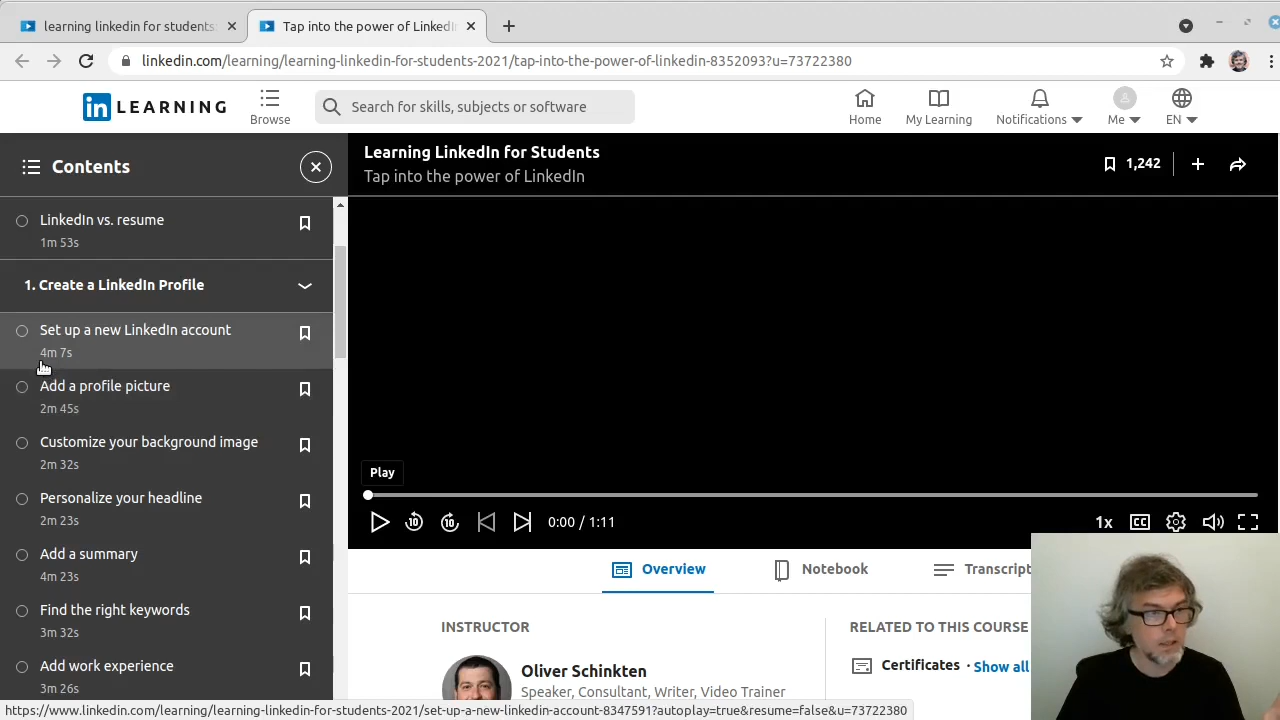 learning linkedin for students:
Tap into the power of LinkedIn
linkedin.com/learning/learning-linkedin-for-students-2021/tap-into-the-power-of-linkedin-8352093?u=73722380
in LEARNING
Browse
Search for skills, subjects or software
Home
My Learning
Notifications
Me
EN
Contents
LinkedIn vs. resume
1m 53s
1. Create a LinkedIn Profile
Set up a new LinkedIn account
4m 7s
Add a profile picture
2m 45s
Customize your background image
2m 32s
Personalize your headline
2m 23s
Add a summary
4m 23s
Find the right keywords
3m 32s
Add work experience
3m 26s
Learning LinkedIn for Students
Tap into the power of LinkedIn
1,242
Play
10
10
0:00 / 1:11
1x
CC
Overview
Notebook
Transcript
INSTRUCTOR
Oliver Schinkten
Speaker, Consultant, Writer, Video Trainer
RELATED TO THIS COURSE
Certificates · Show all
https://www.linkedin.com/learning/learning-linkedin-for-students-2021/set-up-a-new-linkedin-account-8347591?autoplay=true&resume=false&u=73722380